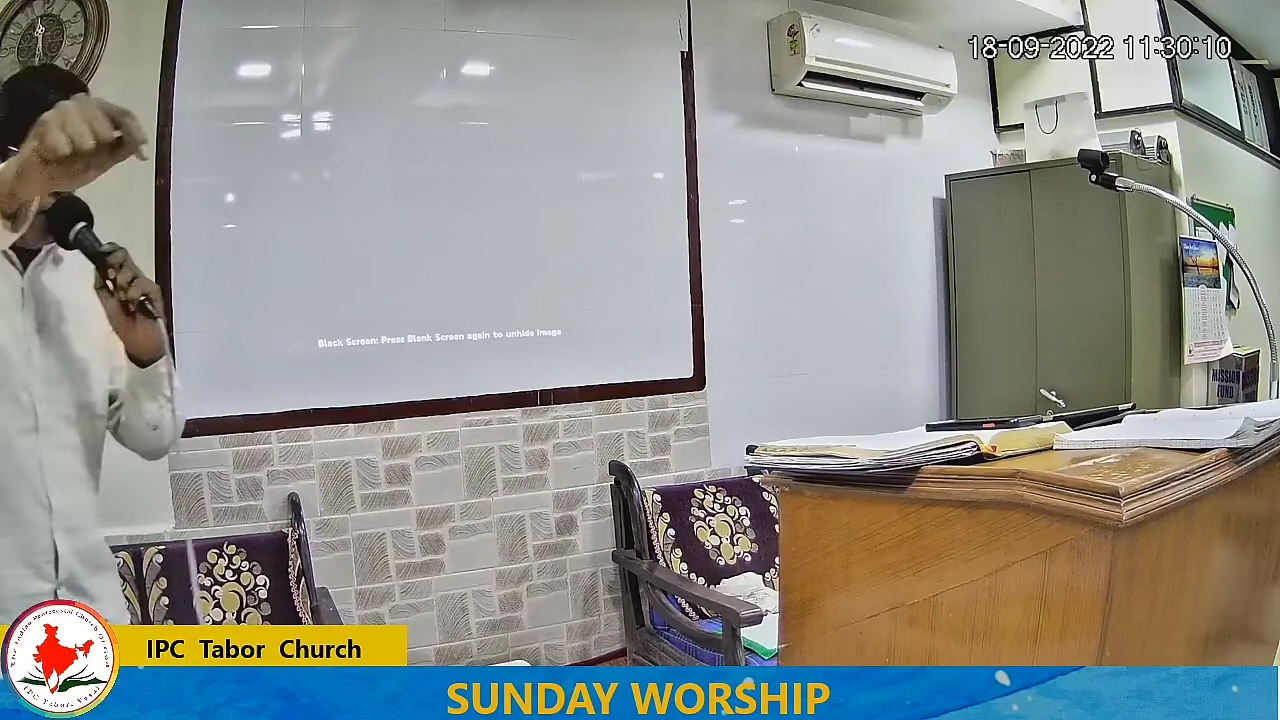 18-09-2022 11:30:10
Black Screen: Press Blank Screen again to unhide image
MISSION
FUND
IPC Tabor Church
SUNDAY WORSHIP